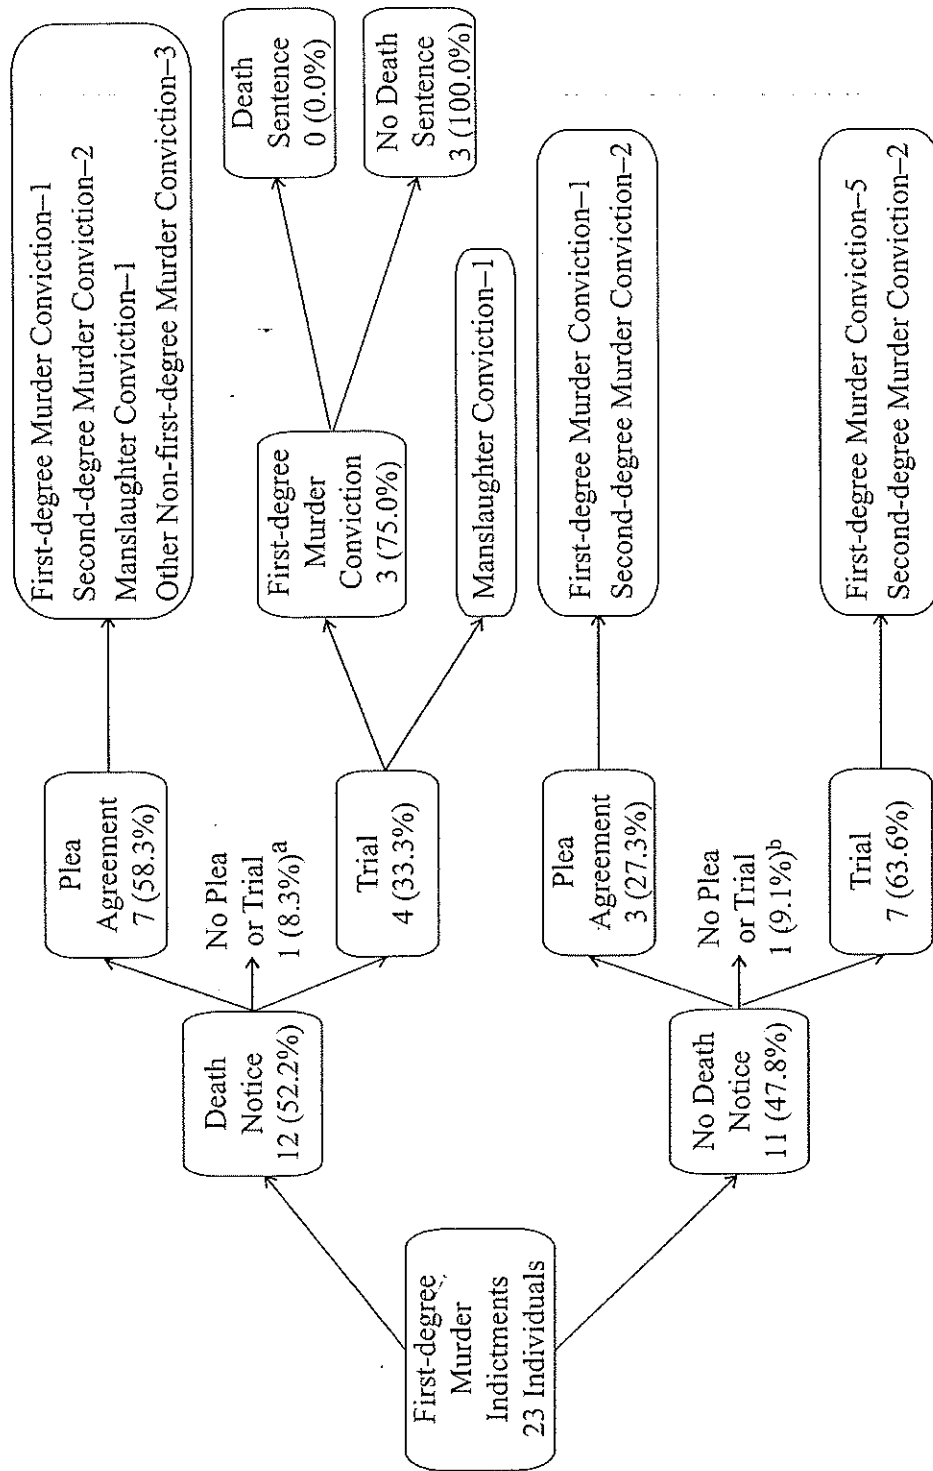 First-degree
Murder
Indictments
23 Individuals
Death
Notice
12 (52.2%)
Plea
Agreement
7 (58.3%)
First-degree Murder Conviction–1
Second-degree Murder Conviction–2
Manslaughter Conviction–1
Other Non-first-degree Murder Conviction–3
No Plea
or Trial
1 (8.3%)a
Trial
4 (33.3%)
First-degree
Murder
Conviction
3 (75.0%)
Death
Sentence
0 (0.0%)
No Death
Sentence
3 (100.0%)
Manslaughter Conviction–1
No Death
Notice
11 (47.8%)
Plea
Agreement
3 (27.3%)
First-degree Murder Conviction–1
Second-degree Murder Conviction–2
No Plea
or Trial
1 (9.1%)b
Trial
7 (63.6%)
First-degree Murder Conviction–5
Second-degree Murder Conviction–2